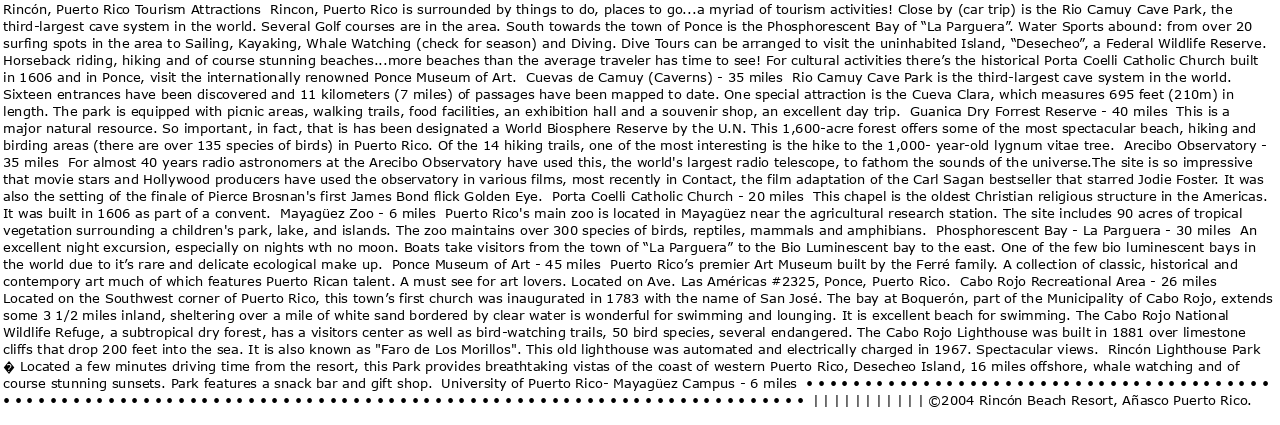 Rincón, Puerto Rico Tourism Attractions  Rincon, Puerto Rico is surrounded by things to do, places to go...a myriad of tourism activities! Close by (car trip) is the Rio Camuy Cave Park, the
third-largest cave system in the world. Several Golf courses are in the area. South towards the town of Ponce is the Phosphorescent Bay of “La Parguera”. Water Sports abound: from over 20
surfing spots in the area to Sailing, Kayaking, Whale Watching (check for season) and Diving. Dive Tours can be arranged to visit the uninhabited Island, “Desecheo”, a Federal Wildlife Reserve.
Horseback riding, hiking and of course stunning beaches...more beaches than the average traveler has time to see! For cultural activities there’s the historical Porta Coelli Catholic Church built
in 1606 and in Ponce, visit the internationally renowned Ponce Museum of Art.  Cuevas de Camuy (Caverns) - 35 miles  Rio Camuy Cave Park is the third-largest cave system in the world.
Sixteen entrances have been discovered and 11 kilometers (7 miles) of passages have been mapped to date. One special attraction is the Cueva Clara, which measures 695 feet (210m) in
length. The park is equipped with picnic areas, walking trails, food facilities, an exhibition hall and a souvenir shop, an excellent day trip.  Guanica Dry Forrest Reserve - 40 miles  This is a
major natural resource. So important, in fact, that is has been designated a World Biosphere Reserve by the U.N. This 1,600-acre forest offers some of the most spectacular beach, hiking and
birding areas (there are over 135 species of birds) in Puerto Rico. Of the 14 hiking trails, one of the most interesting is the hike to the 1,000- year-old lygnum vitae tree.  Arecibo Observatory -
35 miles  For almost 40 years radio astronomers at the Arecibo Observatory have used this, the world's largest radio telescope, to fathom the sounds of the universe.The site is so impressive
that movie stars and Hollywood producers have used the observatory in various films, most recently in Contact, the film adaptation of the Carl Sagan bestseller that starred Jodie Foster. It was
also the setting of the finale of Pierce Brosnan's first James Bond flick Golden Eye.  Porta Coelli Catholic Church - 20 miles  This chapel is the oldest Christian religious structure in the Americas.
It was built in 1606 as part of a convent.  Mayagüez Zoo - 6 miles  Puerto Rico's main zoo is located in Mayagüez near the agricultural research station. The site includes 90 acres of tropical
vegetation surrounding a children's park, lake, and islands. The zoo maintains over 300 species of birds, reptiles, mammals and amphibians.  Phosphorescent Bay - La Parguera - 30 miles  An
excellent night excursion, especially on nights wth no moon. Boats take visitors from the town of “La Parguera” to the Bio Luminescent bay to the east. One of the few bio luminescent bays in
the world due to it’s rare and delicate ecological make up.  Ponce Museum of Art - 45 miles  Puerto Rico’s premier Art Museum built by the Ferré family. A collection of classic, historical and
contempory art much of which features Puerto Rican talent. A must see for art lovers. Located on Ave. Las Américas #2325, Ponce, Puerto Rico.  Cabo Rojo Recreational Area - 26 miles
Located on the Southwest corner of Puerto Rico, this town’s first church was inaugurated in 1783 with the name of San José. The bay at Boquerón, part of the Municipality of Cabo Rojo, extends
some 3 1/2 miles inland, sheltering over a mile of white sand bordered by clear water is wonderful for swimming and lounging. It is excellent beach for swimming. The Cabo Rojo National
Wildlife Refuge, a subtropical dry forest, has a visitors center as well as bird-watching trails, 50 bird species, several endangered. The Cabo Rojo Lighthouse was built in 1881 over limestone
cliffs that drop 200 feet into the sea. It is also known as "Faro de Los Morillos". This old lighthouse was automated and electrically charged in 1967. Spectacular views.  Rincón Lighthouse Park
� Located a few minutes driving time from the resort, this Park provides breathtaking vistas of the coast of western Puerto Rico, Desecheo Island, 16 miles offshore, whale watching and of
course stunning sunsets. Park features a snack bar and gift shop.  University of Puerto Rico- Mayagüez Campus - 6 miles  • • • • • • • • • • • • • • • • • • • • • • • • • • • • • • • • • • • • • • • •
• • • • • • • • • • • • • • • • • • • • • • • • • • • • • • • • • • • • • • • • • • • • • • • • • • • • • • • • • • • • • • • • • • • • •  | | | | | | | | | | | ©2004 Rincón Beach Resort, Añasco Puerto Rico.